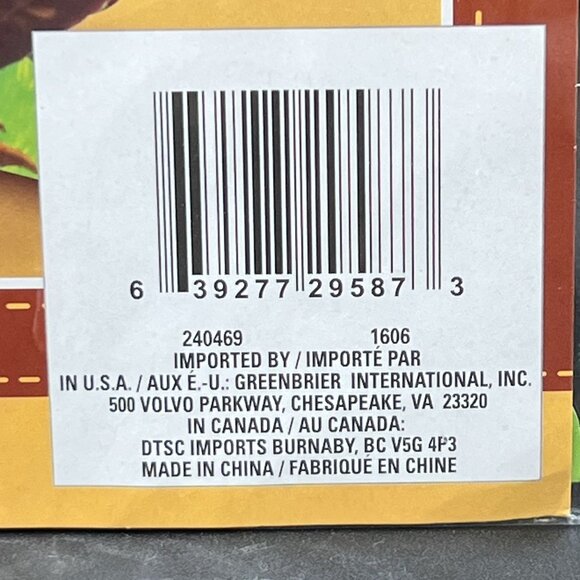 6 39277 29587 3
240469 1606
IMPORTED BY / IMPORTÉ PAR
IN U.S.A. / AUX É.-U.: GREENBRIER INTERNATIONAL, INC.
500 VOLVO PARKWAY, CHESAPEAKE, VA 23320
IN CANADA / AU CANADA:
DTSC IMPORTS BURNABY, BC V5G 4P3
MADE IN CHINA / FABRIQUÉ EN CHINE